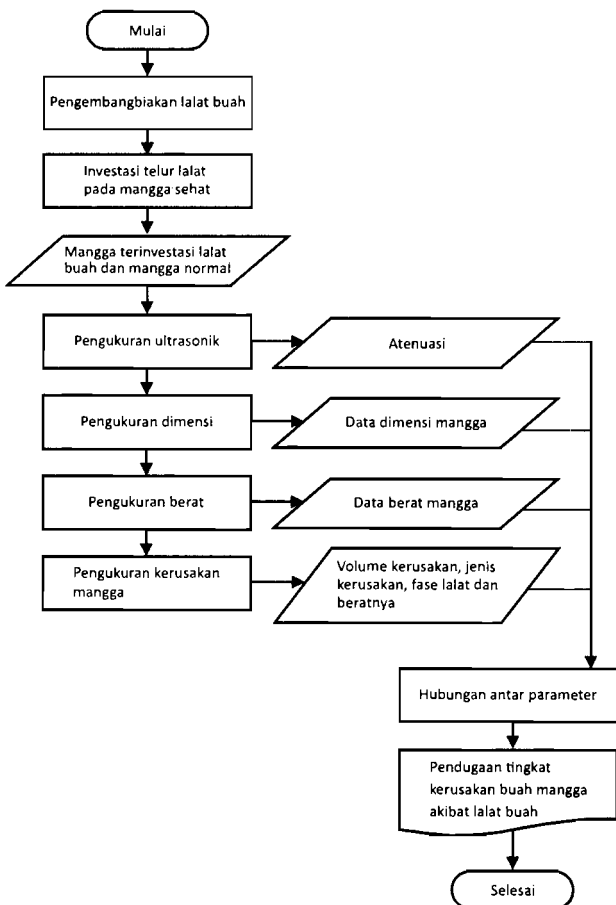 Mulai
Pengembangbiakan lalat buah
Investasi telur lalat
pada mangga sehat
Mangga terinvestasi lalat
buah dan mangga normal
Pengukuran ultrasonik
Atenuasi
Pengukuran dimensi
Data dimensi mangga
Pengukuran berat
Data berat mangga
Pengukuran kerusakan
mangga
Volume kerusakan, jenis
kerusakan, fase lalat dan
beratnya
Hubungan antar parameter
Pendugaan tingkat
kerusakan buah mangga
akibat lalat buah
Selesai